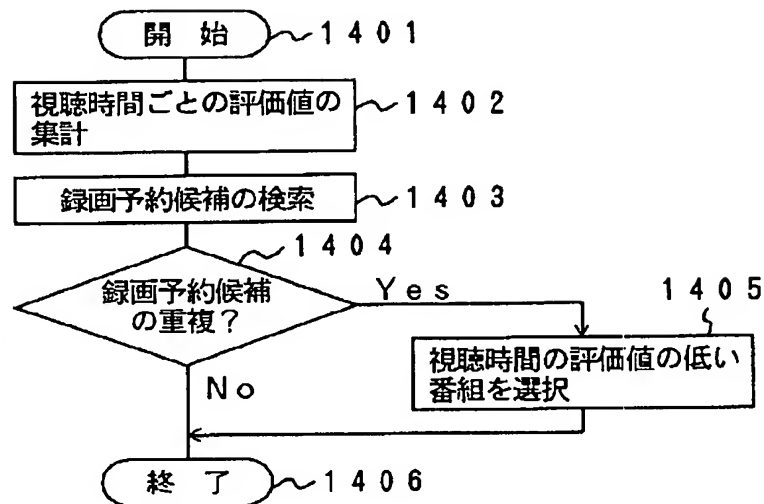 開 始 1401
視聴時間ごとの評価値の
集計 1402
録画予約候補の検索 1403
1404
録画予約候補
の重複?
Yes
1405
視聴時間の評価値の低い
番組を選択
No
終 了 1406